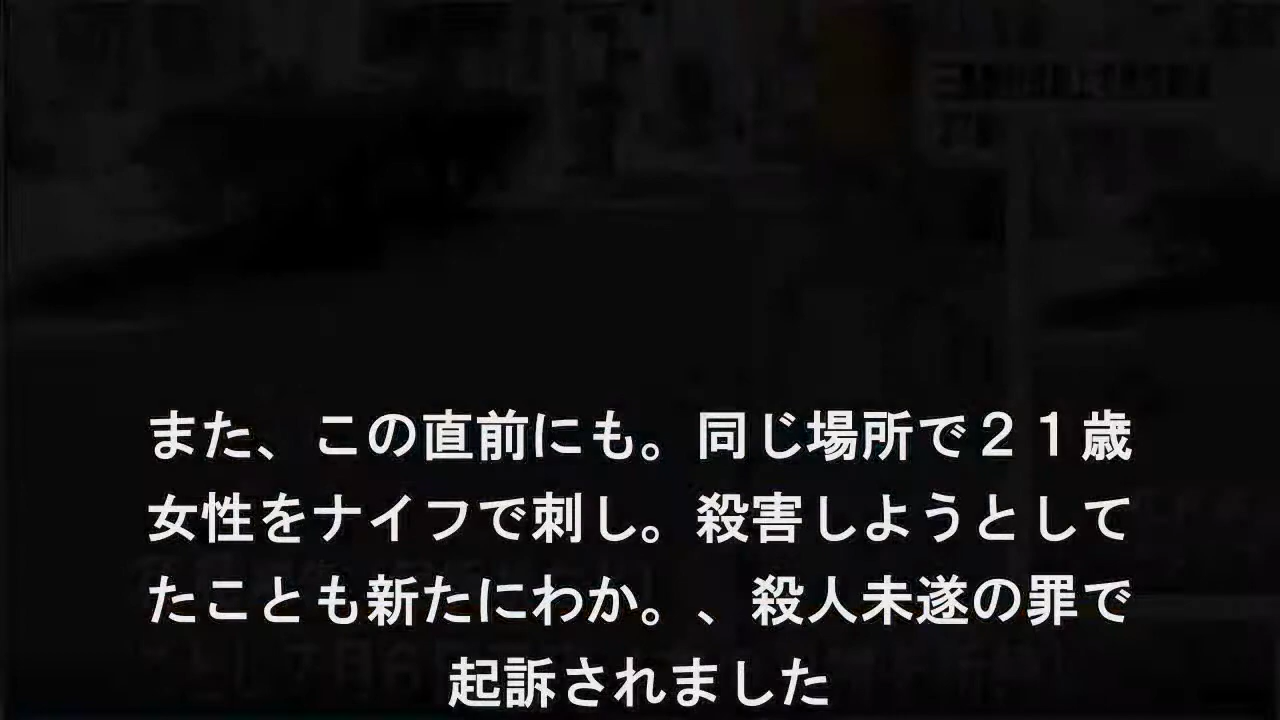 また、この直前にも。同じ場所で２１歳
女性をナイフで刺し。殺害しようとして
たことも新たにわか。、殺人未遂の罪で
起訴されました